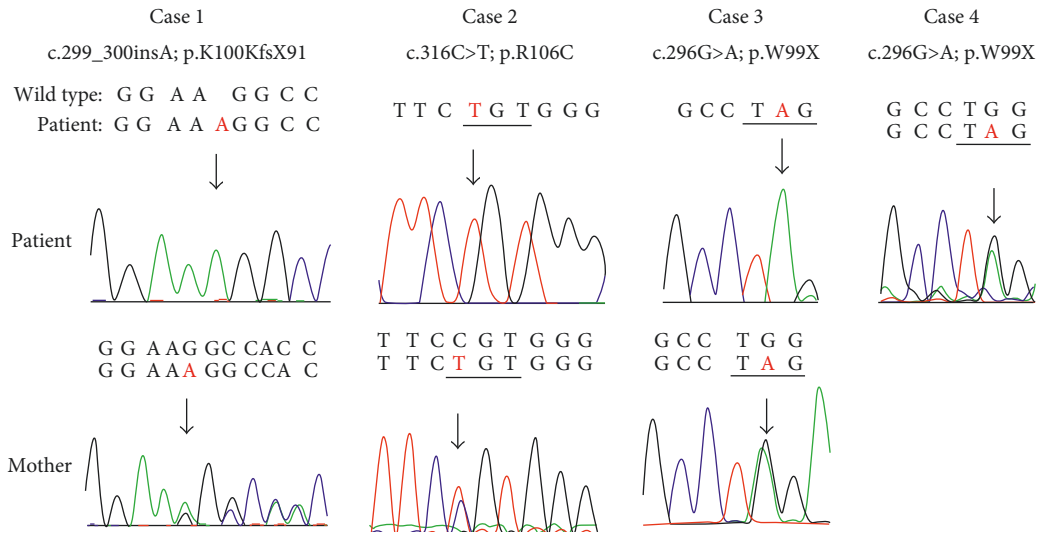 Case 1 Case 2 Case 3 Case 4
c.299_300insA; p.K100KfsX91 c.316C>T; p.R106C c.296G>A; p.W99X c.296G>A; p.W99X
Wild type: G G A A G G C C
Patient: G G A A A G G C C
T T C T G T G G G
G C C T A G
G C C T G G
G C C T A G
Patient
G G A A G G C C A C C
G G A A A G G C C A C
T T C C G T G G G
T T C T G T G G G
G C C T G G
G C C T A G
Mother